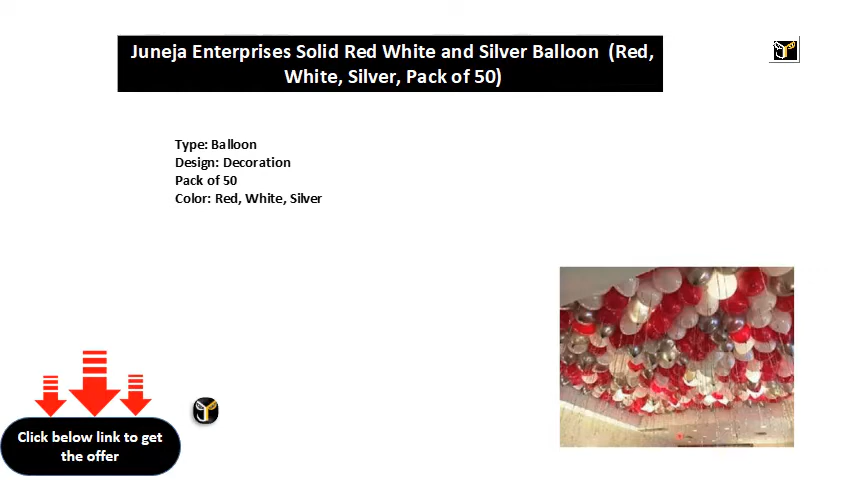 Juneja Enterprises Solid Red White and Silver Balloon (Red,
White, Silver, Pack of 50)
Type: Balloon
Design: Decoration
Pack of 50
Color: Red, White, Silver
Click below link to get
the offer